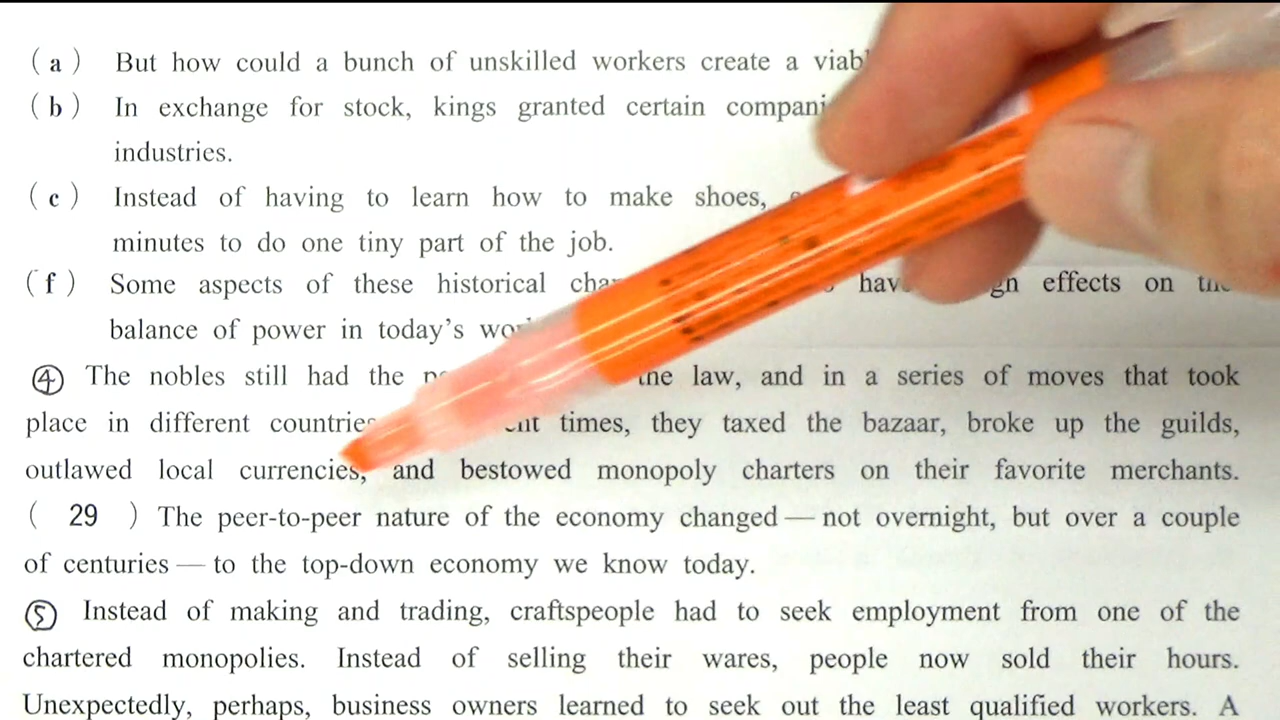 ( a ) But how could a bunch of unskilled workers create a
( b ) In exchange for stock, kings granted certain
industries.
( c ) Instead of having to learn how to make shoes,
minutes to do one tiny part of the job.
( f ) Some aspects of these historical effects on
balance of power in today's
④ The nobles still had the the law, and in a series of moves that took
place in different times, they taxed the bazaar, broke up the guilds,
outlawed local currencies, and bestowed monopoly charters on their favorite merchants.
( 29 ) The peer-to-peer nature of the economy changed — not overnight, but over a couple
of centuries — to the top-down economy we know today.
⑤ Instead of making and trading, craftspeople had to seek employment from one of the
chartered monopolies. Instead of selling their wares, people now sold their hours.
Unexpectedly, perhaps, business owners learned to seek out the least qualified workers. A